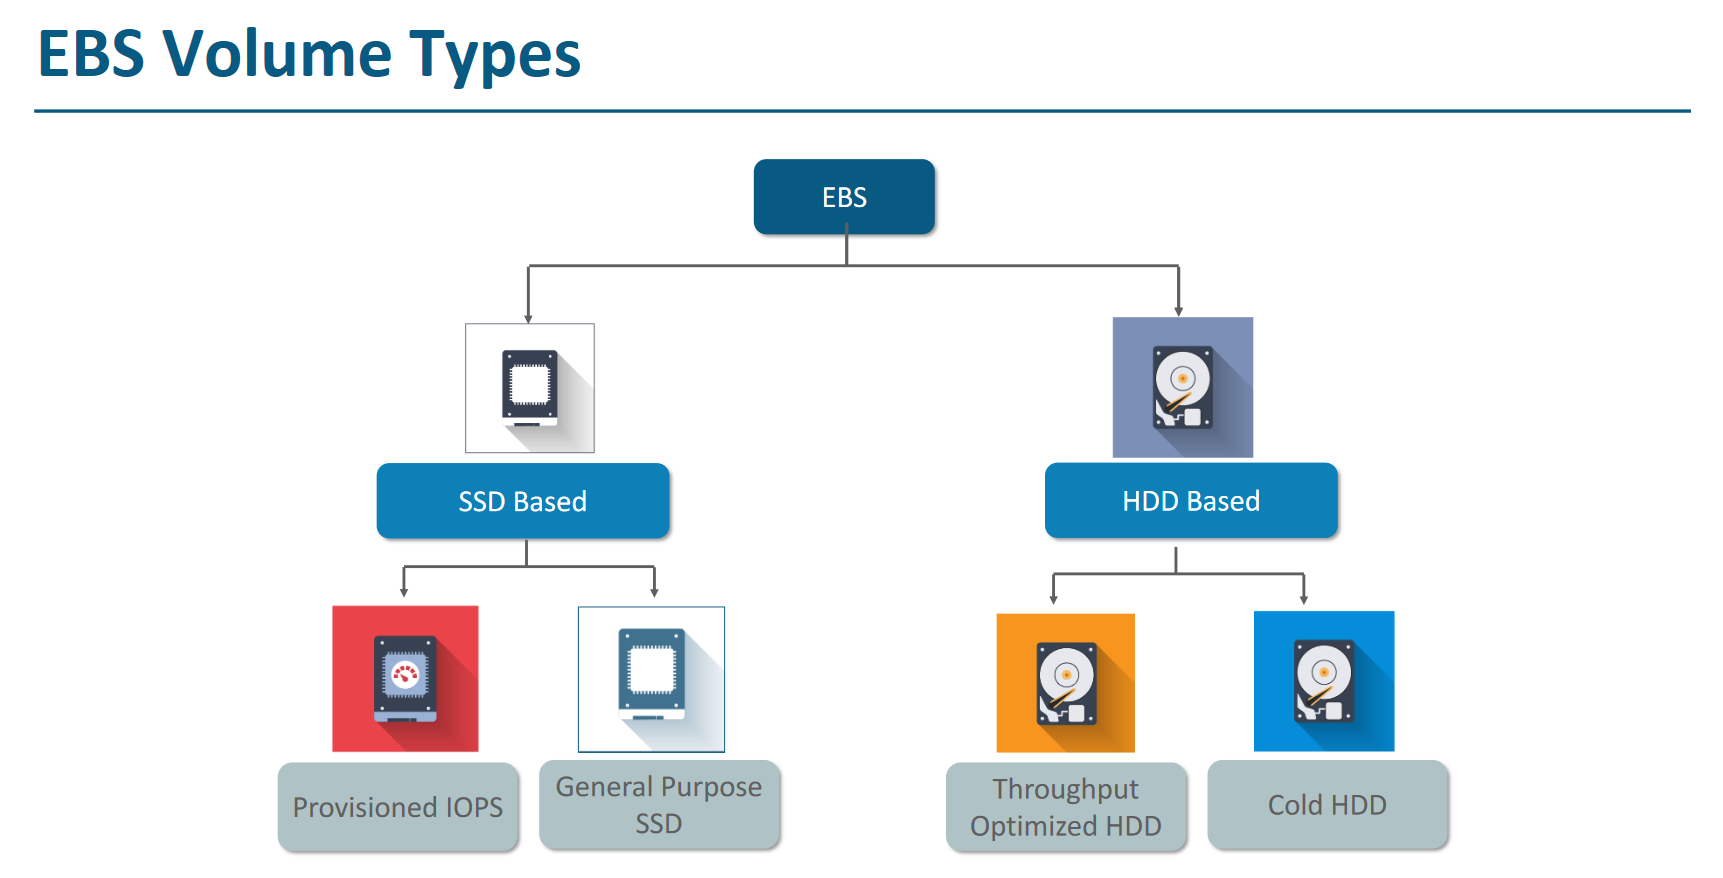 EBS Volume Types
EBS
SSD Based
HDD Based
Provisioned IOPS
General Purpose
SSD
Throughput
Optimized HDD
Cold HDD